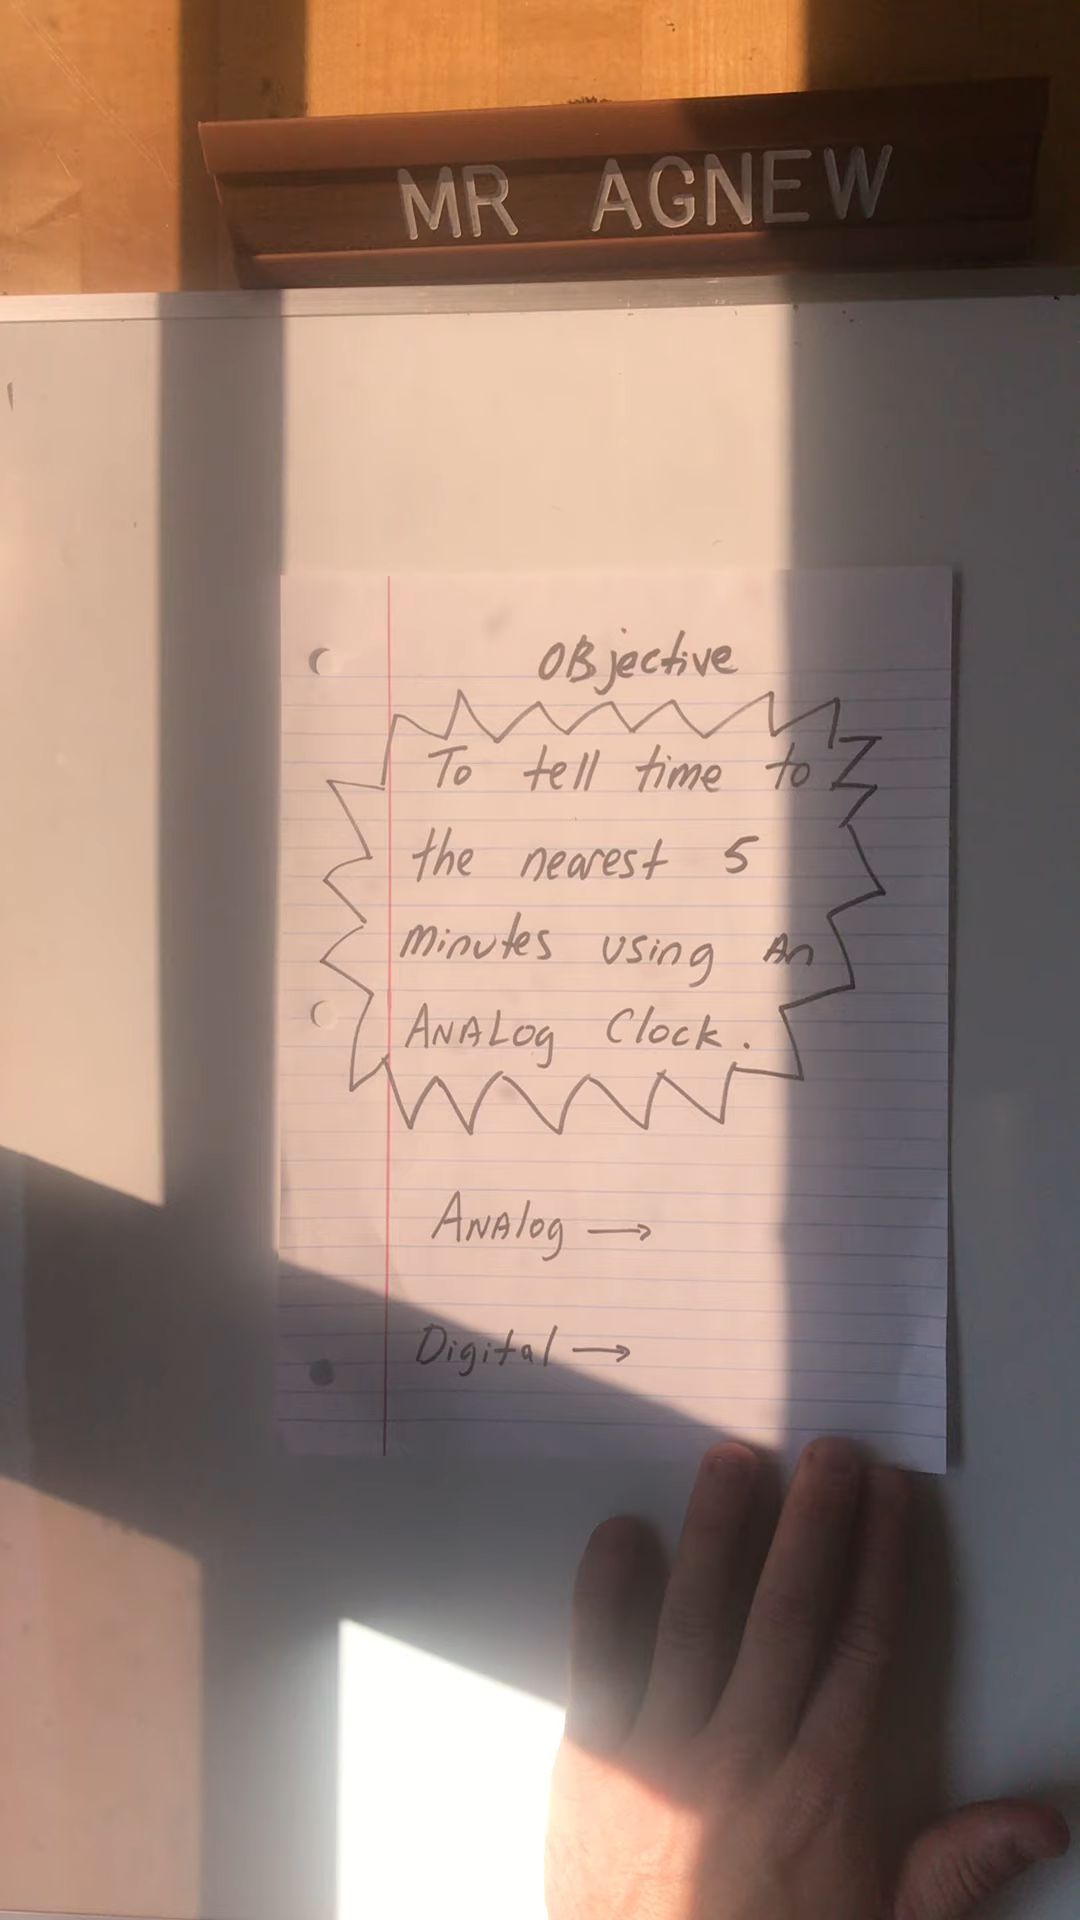 MR AGNEW
OBjective
To tell time to
the nearest 5
minutes using An
ANALog Clock.
ANAlog →
Digital →